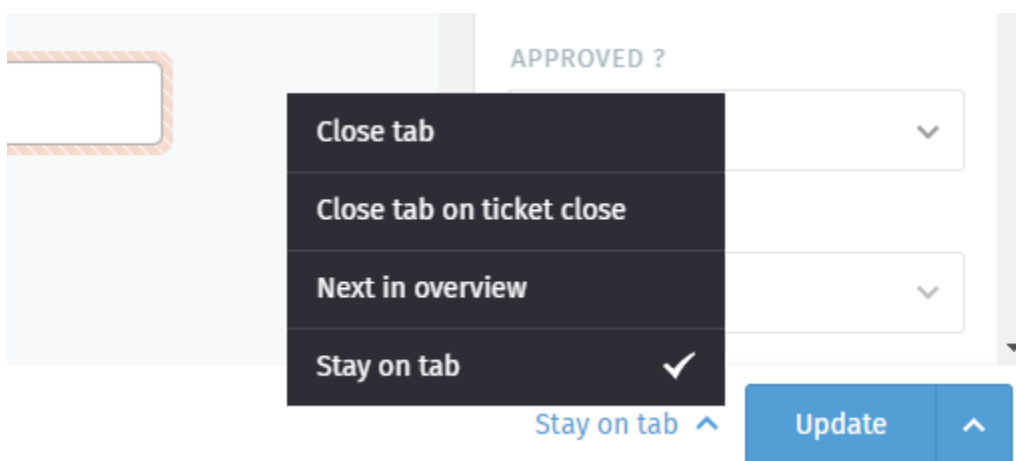 APPROVED ?
Close tab
Close tab on ticket close
Next in overview
Stay on tab
Stay on tab
Update